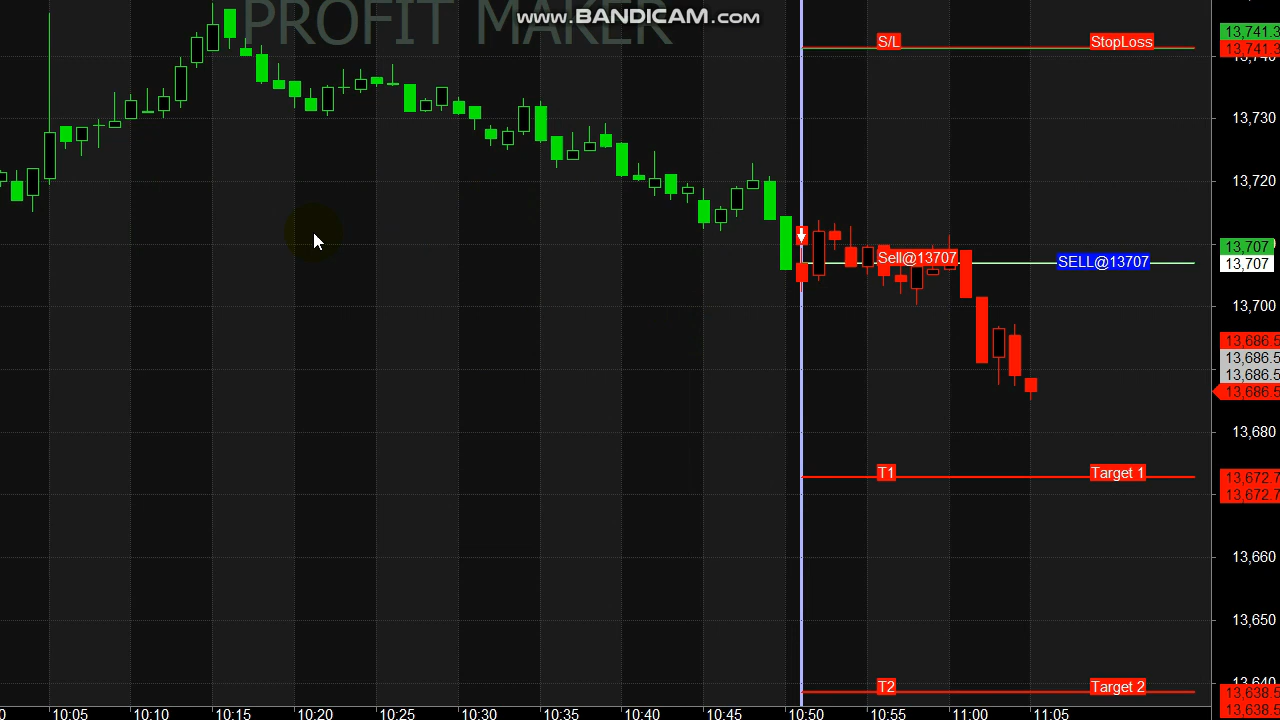 PROFIT MAKER
www.BANDICAM.com
S/L
StopLoss
13,741.3
13,741.3
13,740
13,730
13,720
13,707
13,707
Sell@13707
SELL@13707
13,700
13,686.5
13,686.5
13,686.5
13,686.5
13,680
T1
Target 1
13,672.7
13,672.7
13,660
13,650
T2
Target 2
13,640
13,638.5
13,638.5
10:05 10:10 10:15 10:20 10:25 10:30 10:35 10:40 10:45 10:50 10:55 11:00 11:05